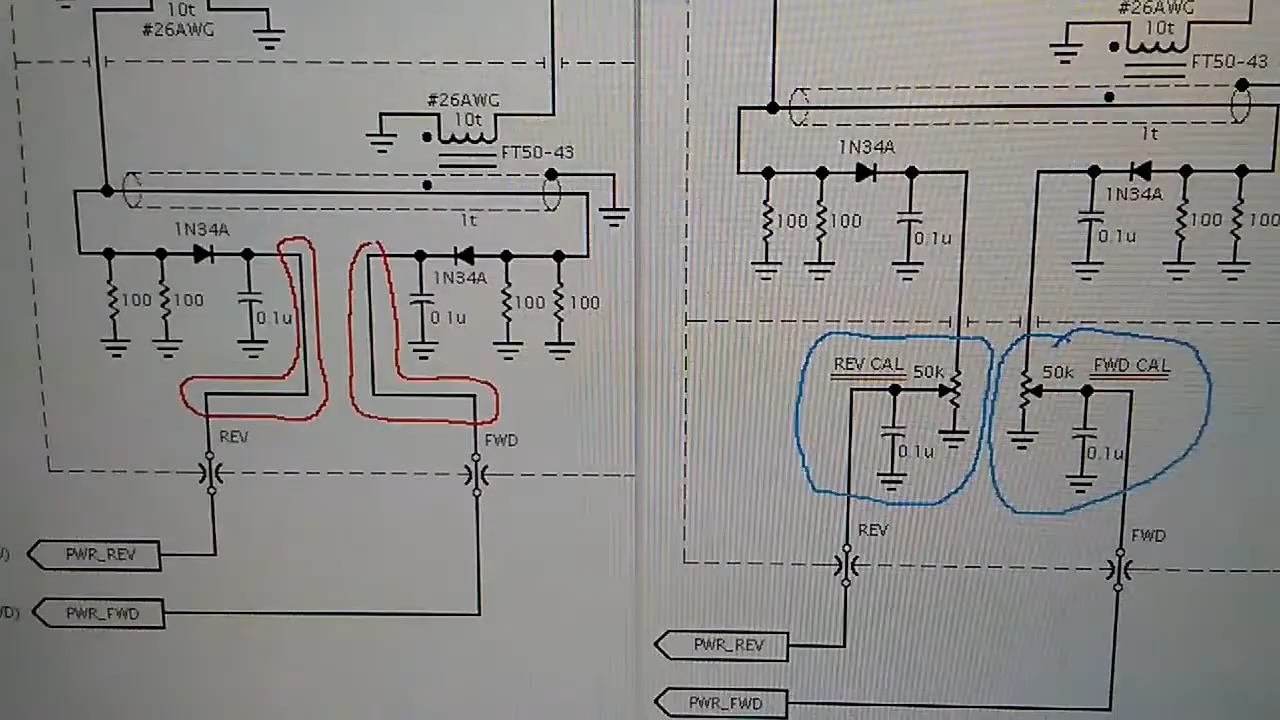 10t
#26AWG
#26AWG
10t
FT50-43
1t
1N34A
1N34A
100
100
0.1u
0.1u
100
100
REV
FWD
PWR_REV
PWR_FWD
#26AWG
10t
FT50-43
1t
1N34A
1N34A
100
100
0.1u
0.1u
100
100
REV CAL
50k
50k
FWD CAL
0.1u
0.1u
REV
FWD
PWR_REV
PWR_FWD